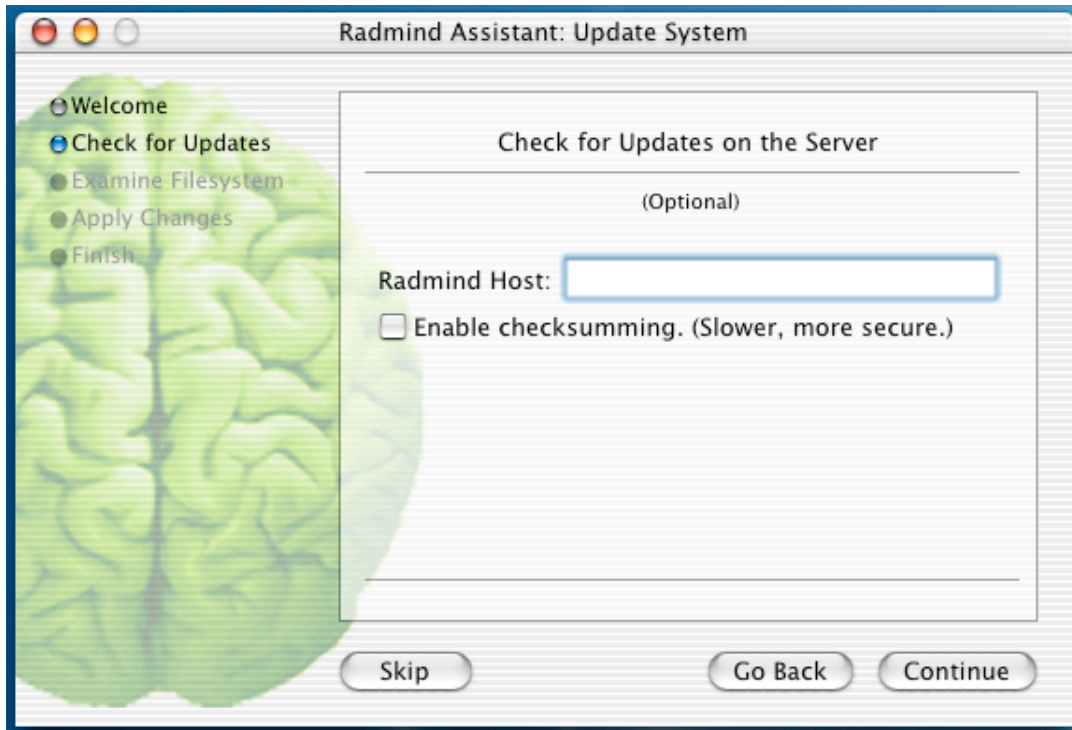 Radmind Assistant: Update System
Welcome
Check for Updates
Examine Filesystem
Apply Changes
Finish
Check for Updates on the Server
(Optional)
Radmind Host:
Enable checksumming. (Slower, more secure.)
Skip
Go Back
Continue